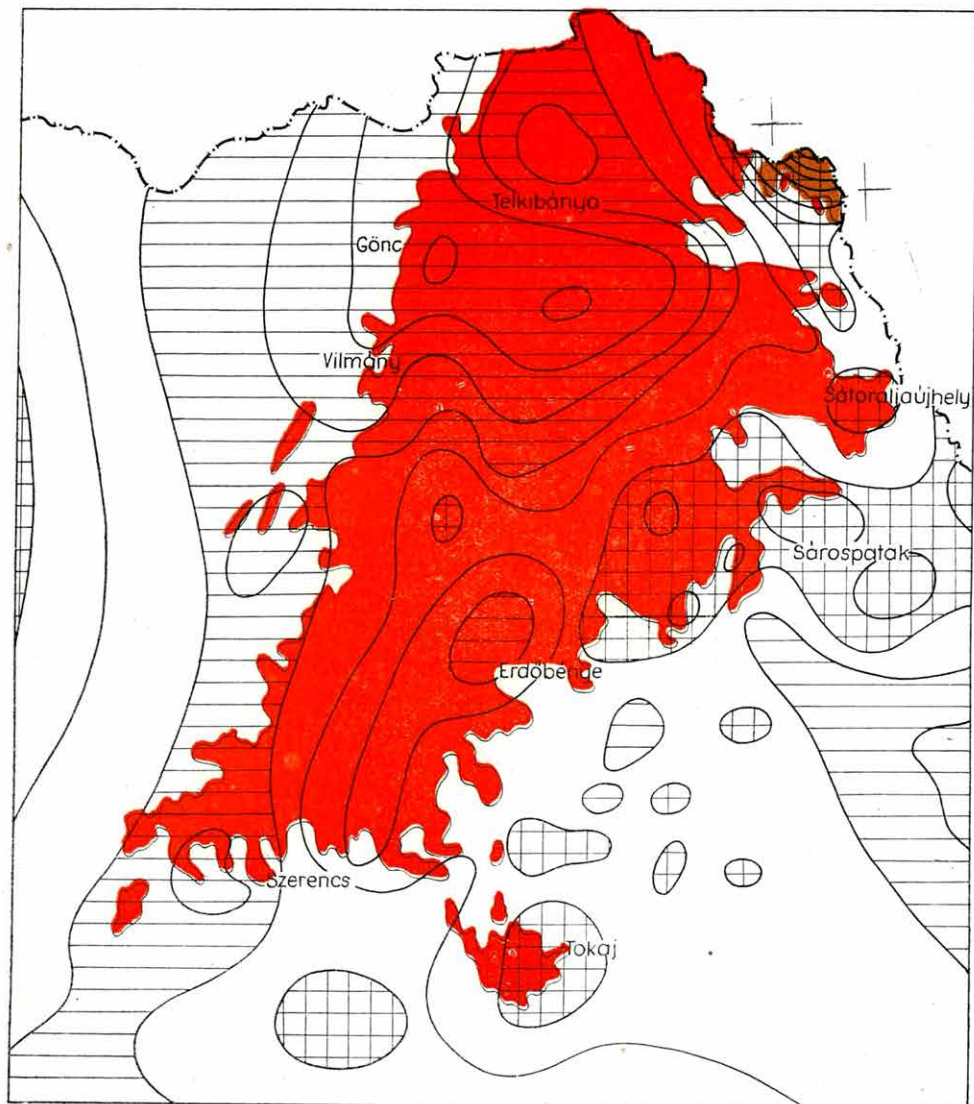 Telkibánya
Gönc
Vilmány
Sátoraljaújhely
Sárospatak
Erdőbénye
Szerencs
Tokaj